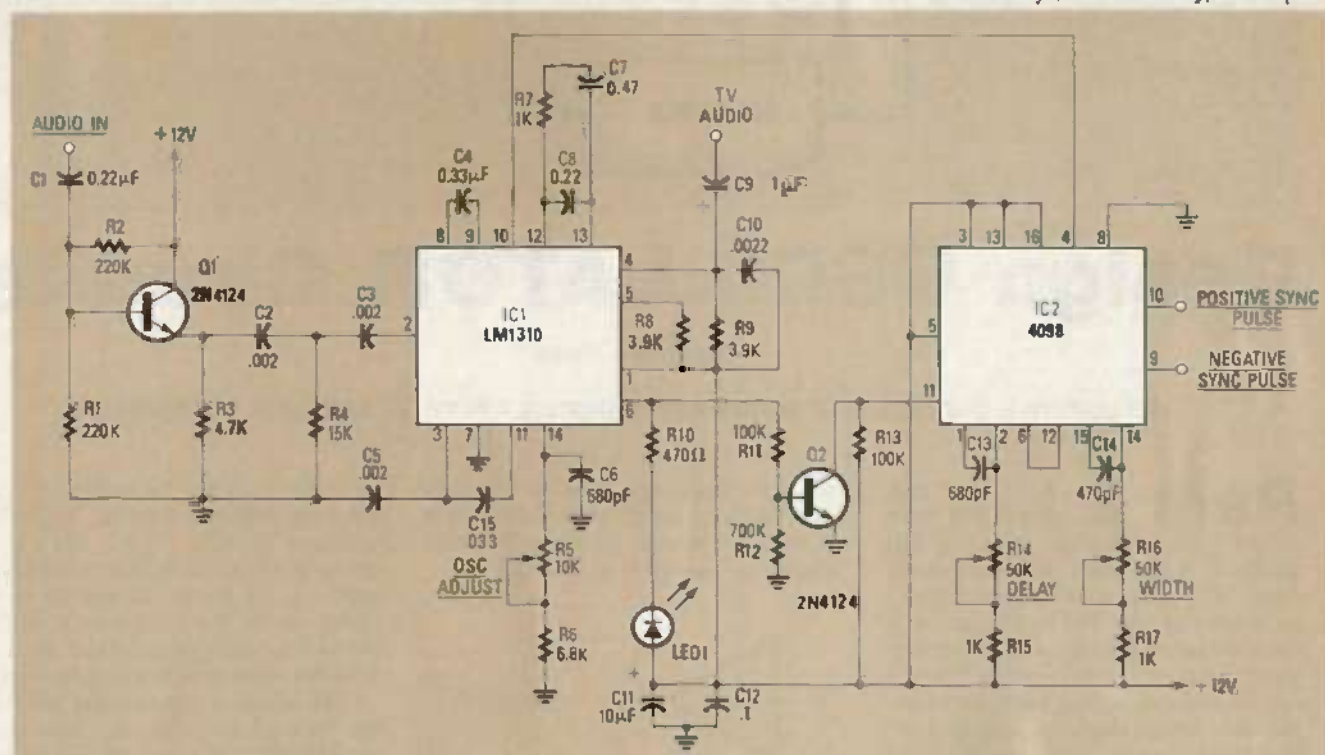 AUDIO IN
+12V
C1
0.22µF
R2
220K
Q1
2N4124
C2
.002
C3
.002
R1
220K
R3
4.7K
R4
15K
C5
.002
C15
.033
C4
0.33µF
R7
1K
C7
0.47
C8
0.22
8
9
10
12
13
2
IC1
LM1310
4
5
1
6
3
7
11
14
OSC
ADJUST
R5
10K
R6
6.8K
C6
680pF
TV
AUDIO
C9
1µF
+
C10
.0022
R8
3.9K
R9
3.9K
R10
470Ω
100K
R11
700K
R12
Q2
2N4124
R13
100K
LED1
+
C11
10µF
C12
.1
3
13
16
4
8
5
11
IC2
4098
10
9
POSITIVE SYNC
PULSE
NEGATIVE
SYNC PULSE
1
2
6
12
15
14
C13
680pF
C14
470pF
R14
50K
DELAY
R16
50K
WIDTH
1K
R15
R17
1K
+12V